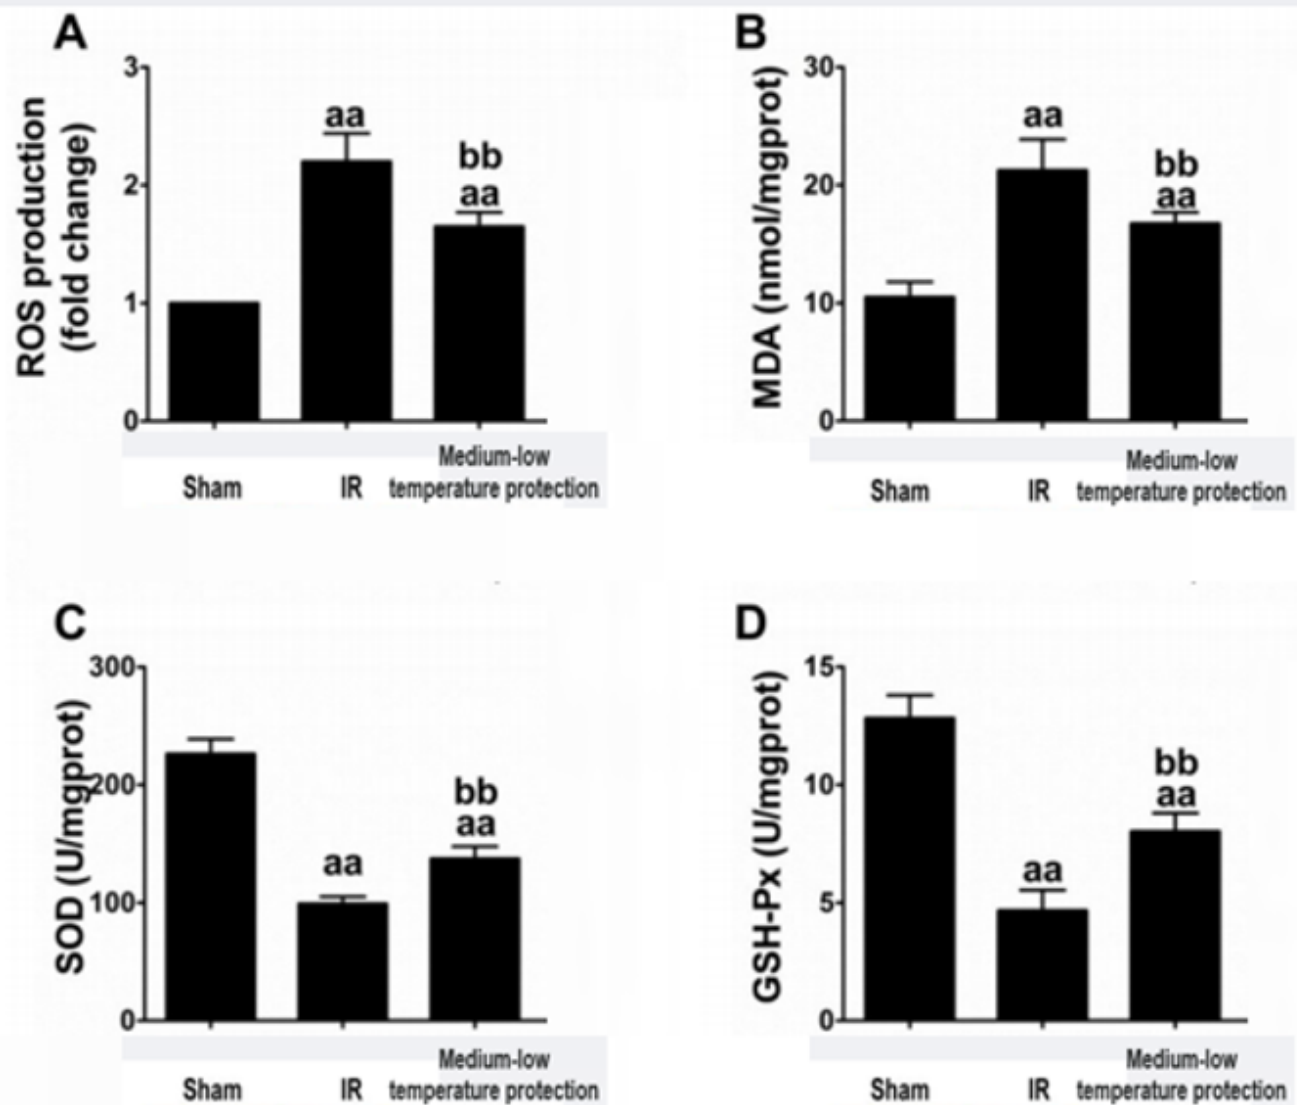 A
ROS production
(fold change)
3
2
1
0
aa
bb
aa
Sham
IR
Medium-low
temperature protection
B
MDA (nmol/mgprot)
30
20
10
0
aa
bb
aa
Sham
IR
Medium-low
temperature protection
C
SOD (U/mgprot)
300
200
100
0
aa
bb
aa
Sham
IR
Medium-low
temperature protection
D
GSH-Px (U/mgprot)
15
10
5
0
aa
bb
aa
Sham
IR
Medium-low
temperature protection